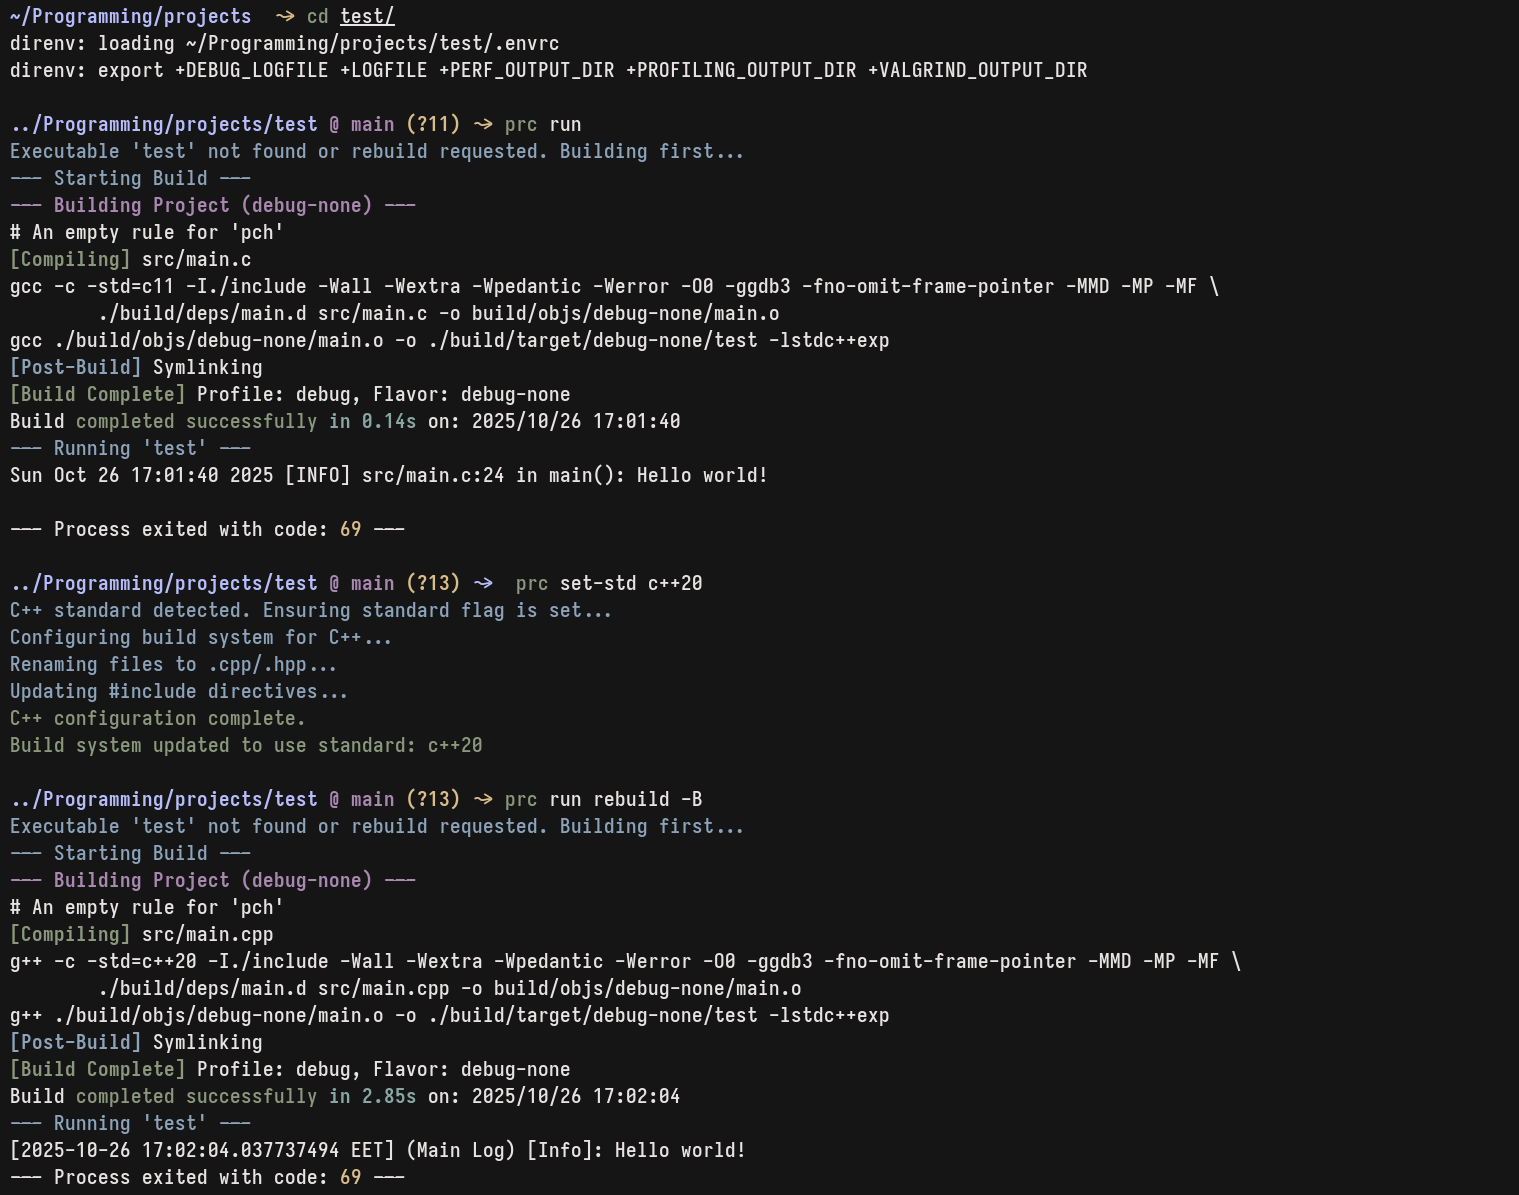 ~/Programming/projects  ~> cd test/
direnv: loading ~/Programming/projects/test/.envrc
direnv: export +DEBUG_LOGFILE +LOGFILE +PERF_OUTPUT_DIR +PROFILING_OUTPUT_DIR +VALGRIND_OUTPUT_DIR
../Programming/projects/test @ main (?11) ~> prc run
Executable 'test' not found or rebuild requested. Building first...
--- Starting Build ---
--- Building Project (debug-none) ---
# An empty rule for 'pch'
[Compiling] src/main.c
gcc -c -std=c11 -I./include -Wall -Wextra -Wpedantic -Werror -O0 -ggdb3 -fno-omit-frame-pointer -MMD -MP -MF \
        ./build/deps/main.d src/main.c -o build/objs/debug-none/main.o
gcc ./build/objs/debug-none/main.o -o ./build/target/debug-none/test -lstdc++exp
[Post-Build] Symlinking
[Build Complete] Profile: debug, Flavor: debug-none
Build completed successfully in 0.14s on: 2025/10/26 17:01:40
--- Running 'test' ---
Sun Oct 26 17:01:40 2025 [INFO] src/main.c:24 in main(): Hello world!
--- Process exited with code: 69 ---
../Programming/projects/test @ main (?13) ~>  prc set-std c++20
C++ standard detected. Ensuring standard flag is set...
Configuring build system for C++...
Renaming files to .cpp/.hpp...
Updating #include directives...
C++ configuration complete.
Build system updated to use standard: c++20
../Programming/projects/test @ main (?13) ~> prc run rebuild -B
Executable 'test' not found or rebuild requested. Building first...
--- Starting Build ---
--- Building Project (debug-none) ---
# An empty rule for 'pch'
[Compiling] src/main.cpp
g++ -c -std=c++20 -I./include -Wall -Wextra -Wpedantic -Werror -O0 -ggdb3 -fno-omit-frame-pointer -MMD -MP -MF \
        ./build/deps/main.d src/main.cpp -o build/objs/debug-none/main.o
g++ ./build/objs/debug-none/main.o -o ./build/target/debug-none/test -lstdc++exp
[Post-Build] Symlinking
[Build Complete] Profile: debug, Flavor: debug-none
Build completed successfully in 2.85s on: 2025/10/26 17:02:04
--- Running 'test' ---
[2025-10-26 17:02:04.037737494 EET] (Main Log) [Info]: Hello world!
--- Process exited with code: 69 ---